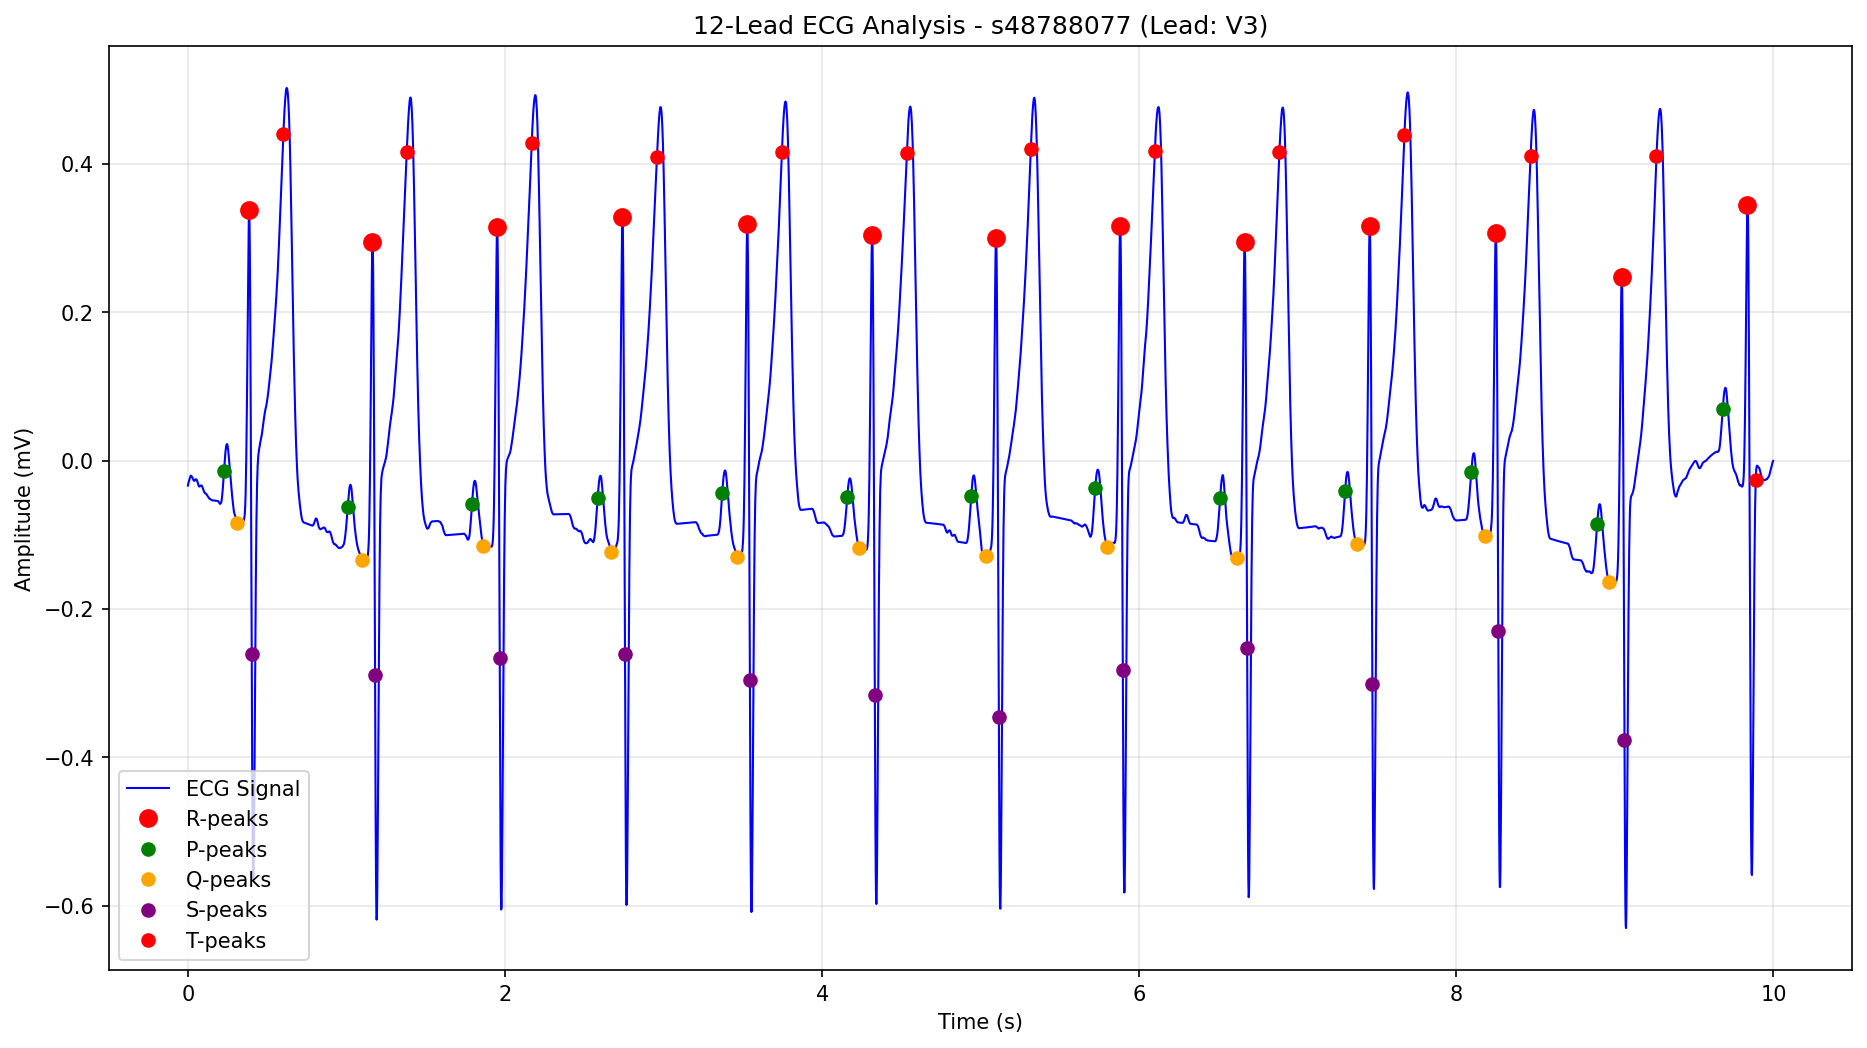 12-Lead ECG Analysis - s48788077 (Lead: V3)
Amplitude (mV)
0.4
0.2
0.0
−0.2
−0.4
−0.6
ECG Signal
R-peaks
P-peaks
Q-peaks
S-peaks
T-peaks
0 2 4 6 8 10
Time (s)